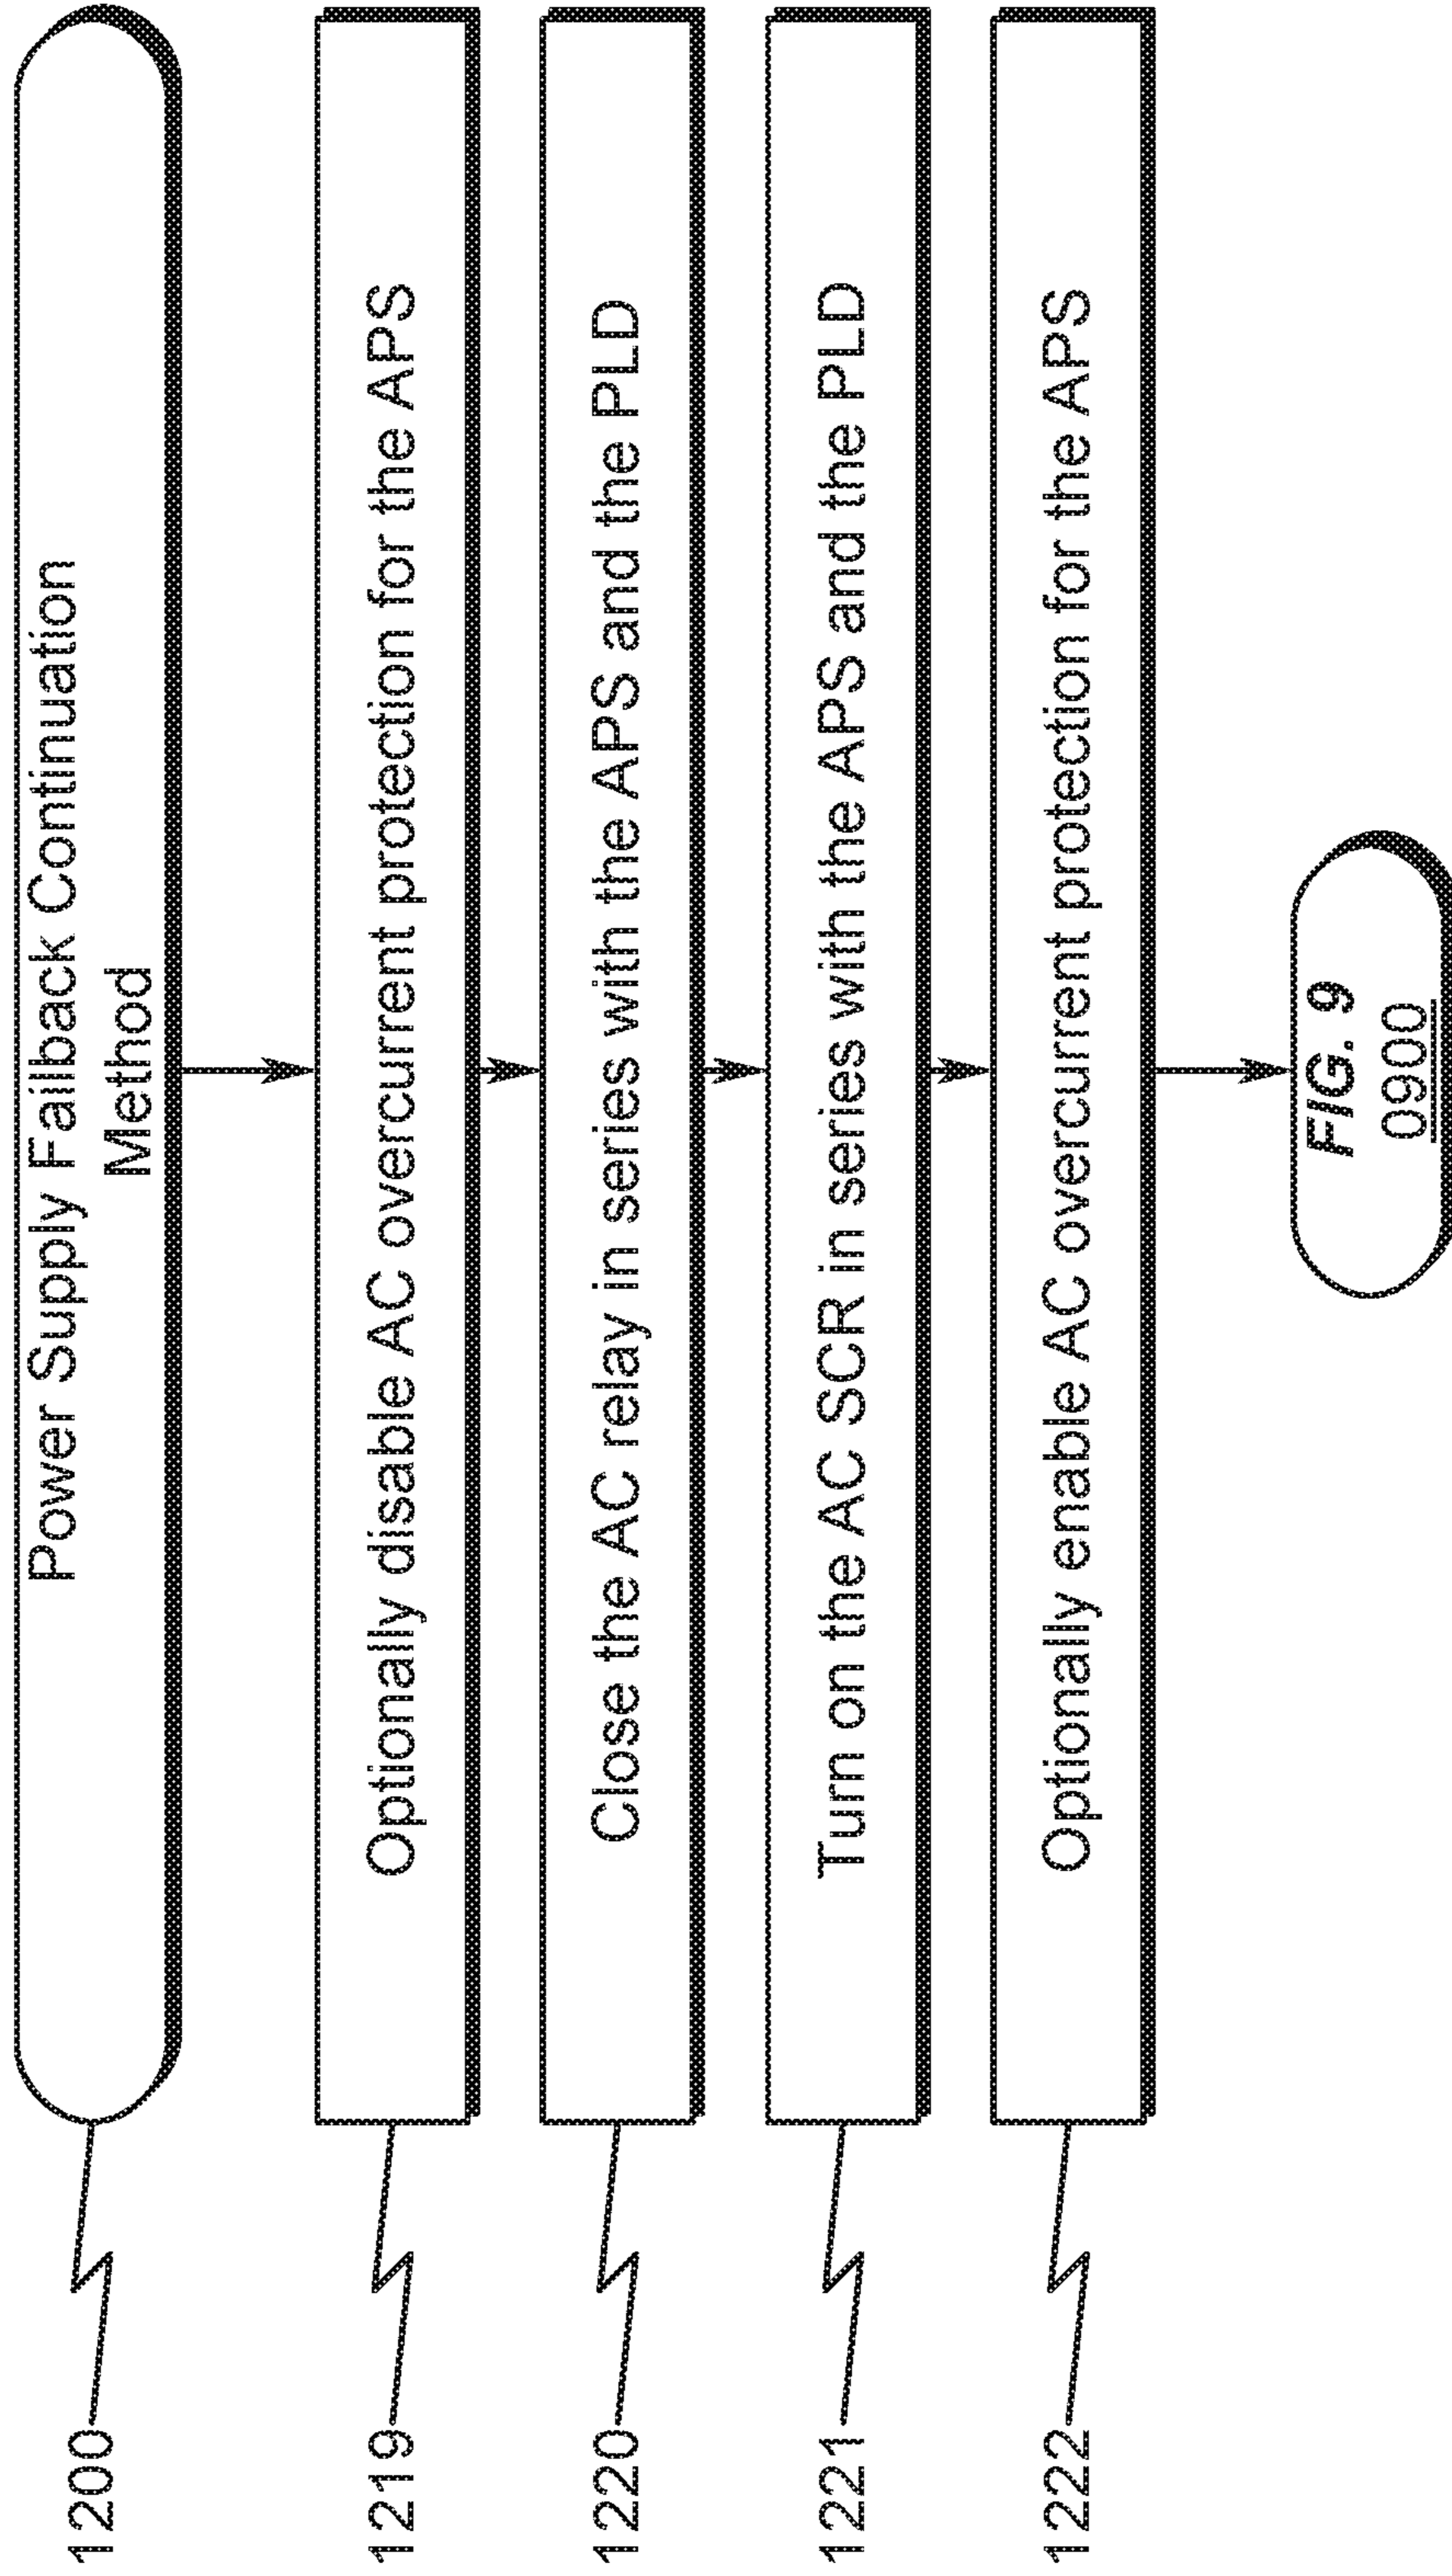 1200
Power Supply Failback Continuation
Method
1219
Optionally disable AC overcurrent protection for the APS
1220
Close the AC relay in series with the APS and the PLD
1221
Turn on the AC SCR in series with the APS and the PLD
1222
Optionally enable AC overcurrent protection for the APS
FIG. 9
0900